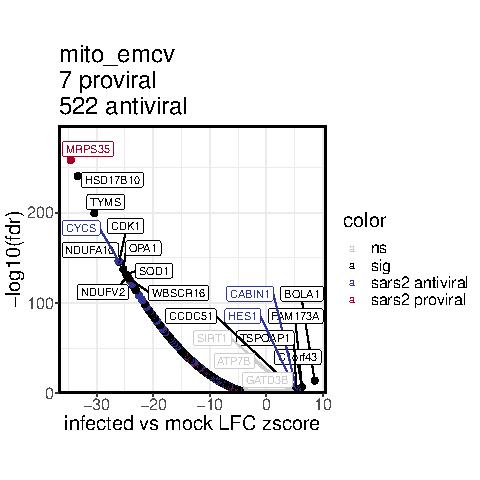 mito_emcv
7 proviral
522 antiviral
MRPS35
HSD17B10
TYMS
CYCS
CDK1
OPA1
SOD1
NDUFV2
WBSCR16
CCDC51
CABIN1
BOLA1
HES1
FAM173A
SIRT1
TSPOAP1
ATP7B
GATD3B
-log10(fdr)
0
100
200
−30
−20
−10
0
10
infected vs mock LFC zscore
color
a ns
a sig
a sars2 antiviral
a sars2 proviral